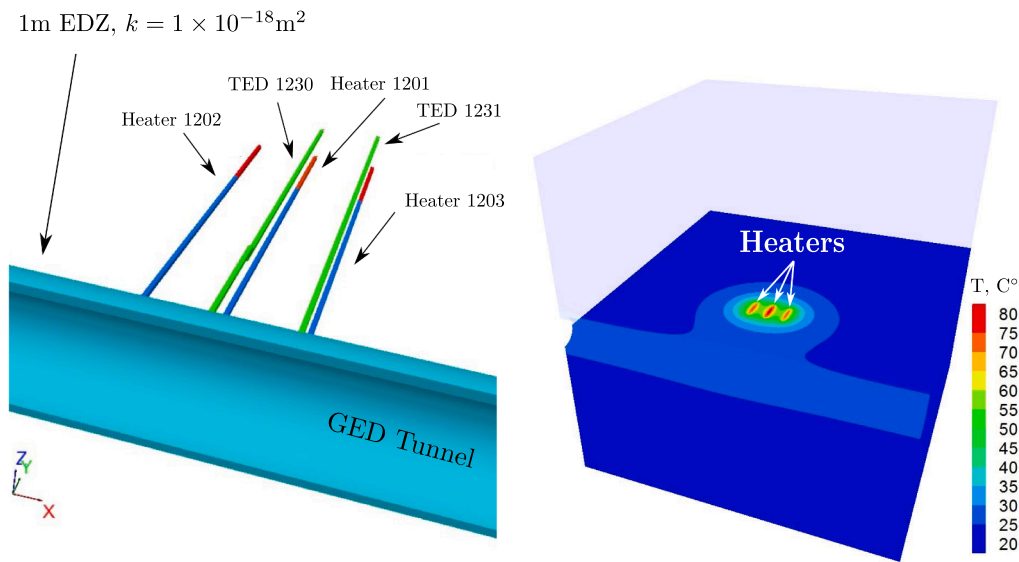 1m EDZ, k = 1 × 10⁻¹⁸m²
TED 1230
Heater 1201
Heater 1202
TED 1231
Heater 1203
GED Tunnel
Z
Y
X
Heaters
T, C°
80
75
70
65
60
55
50
45
40
35
30
25
20